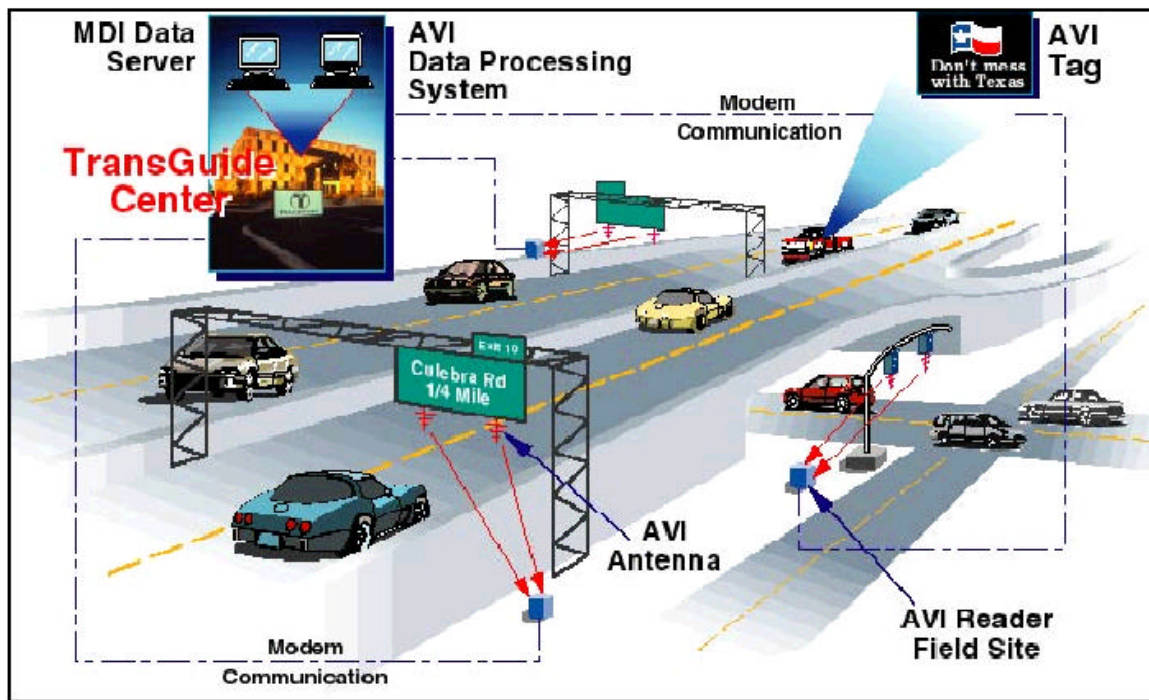 MDI Data
Server
AVI
Data Processing
System
TransGuide
Center
Don't mess
with Texas
AVI
Tag
Modem
Communication
Exit 10
Culebra Rd
1/4 Mile
AVI
Antenna
AVI Reader
Field Site
Modem
Communication